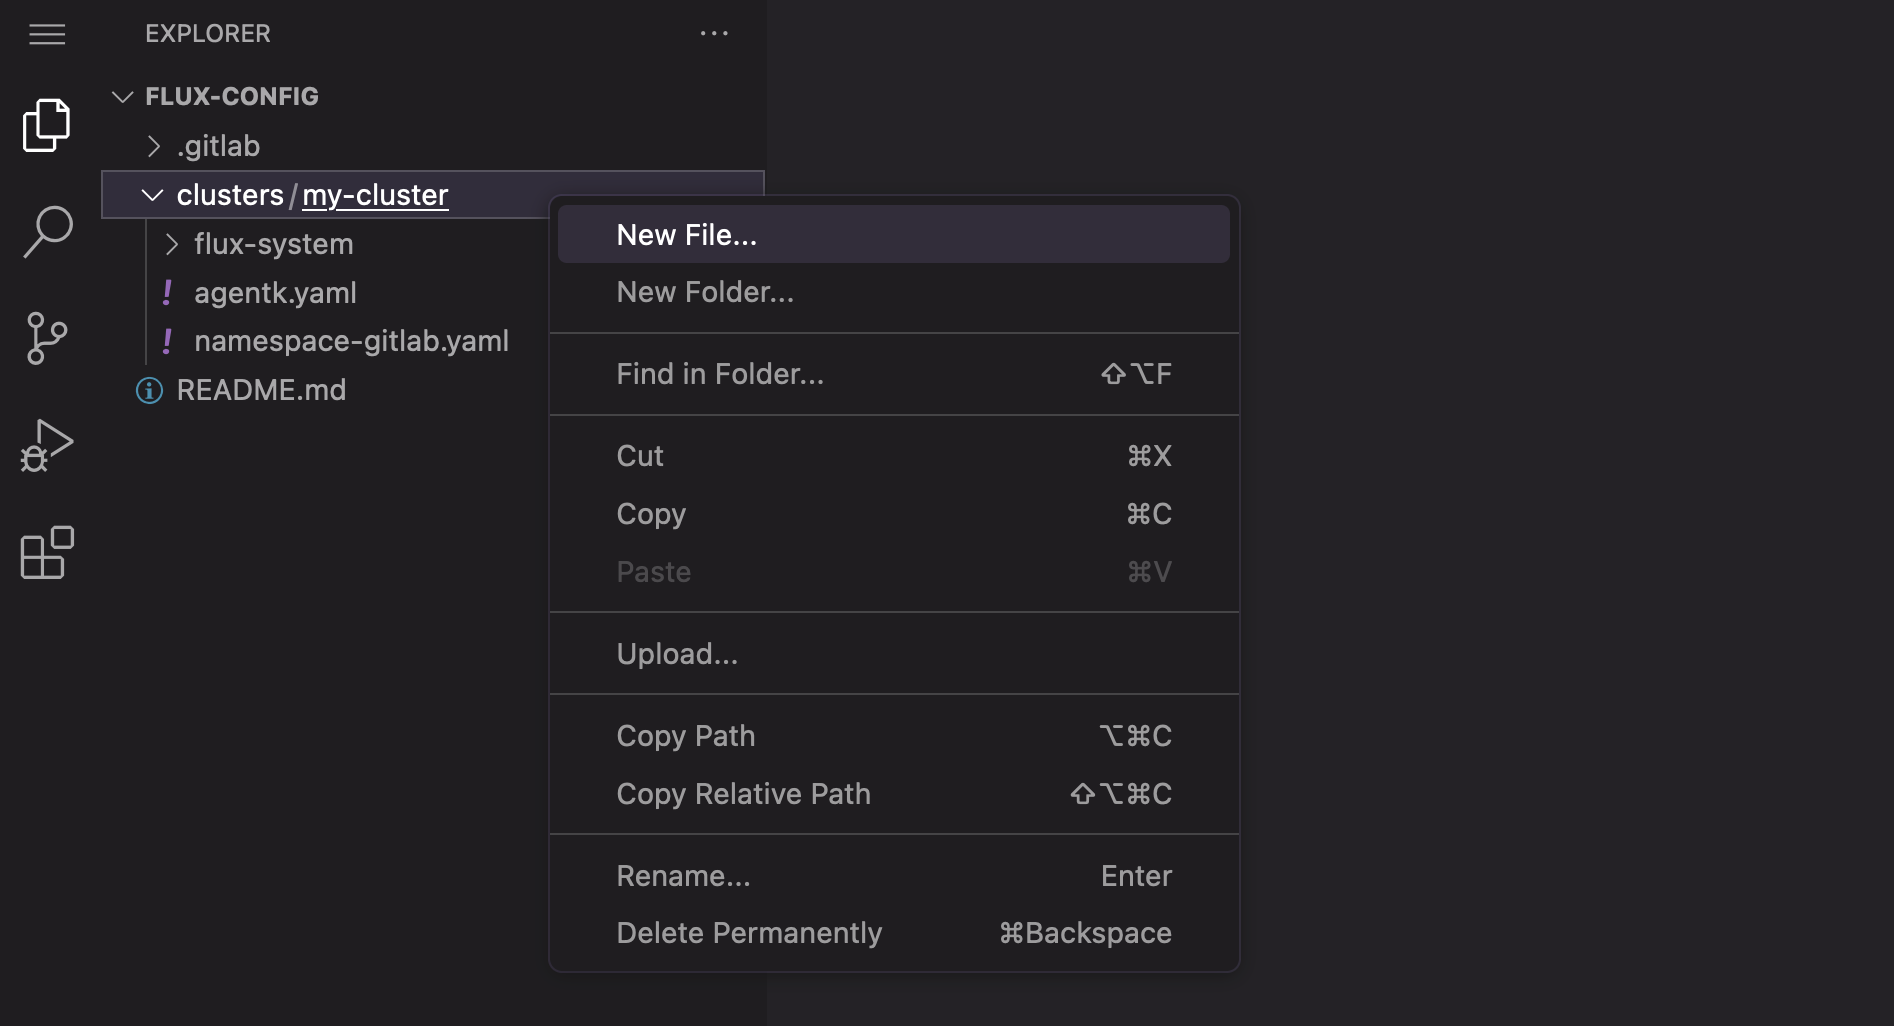 EXPLORER
FLUX-CONFIG
.gitlab
clusters/my-cluster
flux-system
agentk.yaml
namespace-gitlab.yaml
README.md
New File...
New Folder...
Find in Folder... ⇧⌥F
Cut ⌘X
Copy ⌘C
Paste ⌘V
Upload...
Copy Path ⌥⌘C
Copy Relative Path ⇧⌥⌘C
Rename... Enter
Delete Permanently ⌘Backspace